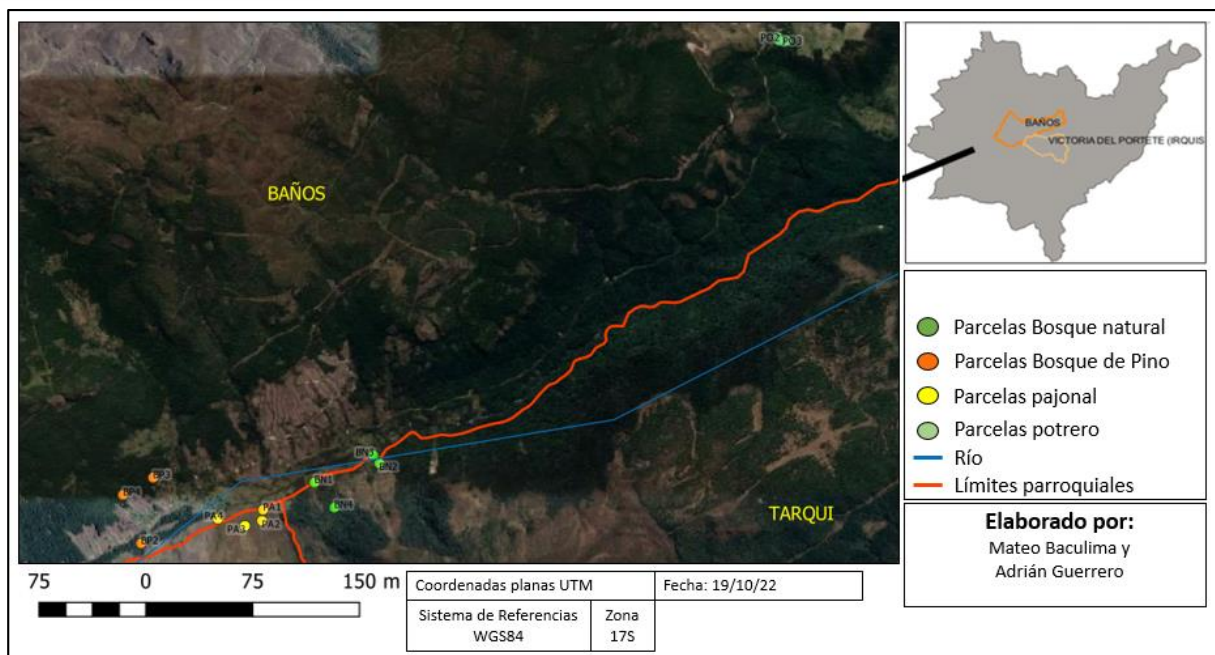 PO2
PO3
BAÑOS
BN3
BN2
BN1
BN4
BP3
BP4
BP2
PA4
PA1
PA3
PA2
TARQUI
BAÑOS
VICTORIA DEL PORTETE (IRQUIS
Parcelas Bosque natural
Parcelas Bosque de Pino
Parcelas pajonal
Parcelas potrero
Río
Límites parroquiales
Elaborado por:
Mateo Baculima y
Adrián Guerrero
75 0 75 150 m
Coordenadas planas UTM
Fecha: 19/10/22
Sistema de Referencias
WGS84
Zona
17S